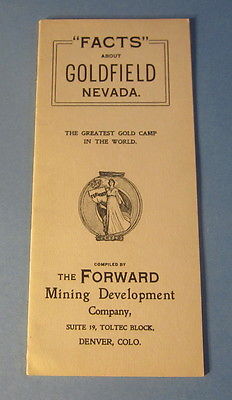 "FACTS"
ABOUT
GOLDFIELD
NEVADA.
THE GREATEST GOLD CAMP
IN THE WORLD.
COMPILED BY
THE FORWARD
Mining Development
Company,
SUITE 19, TOLTEC BLOCK,
DENVER, COLO.